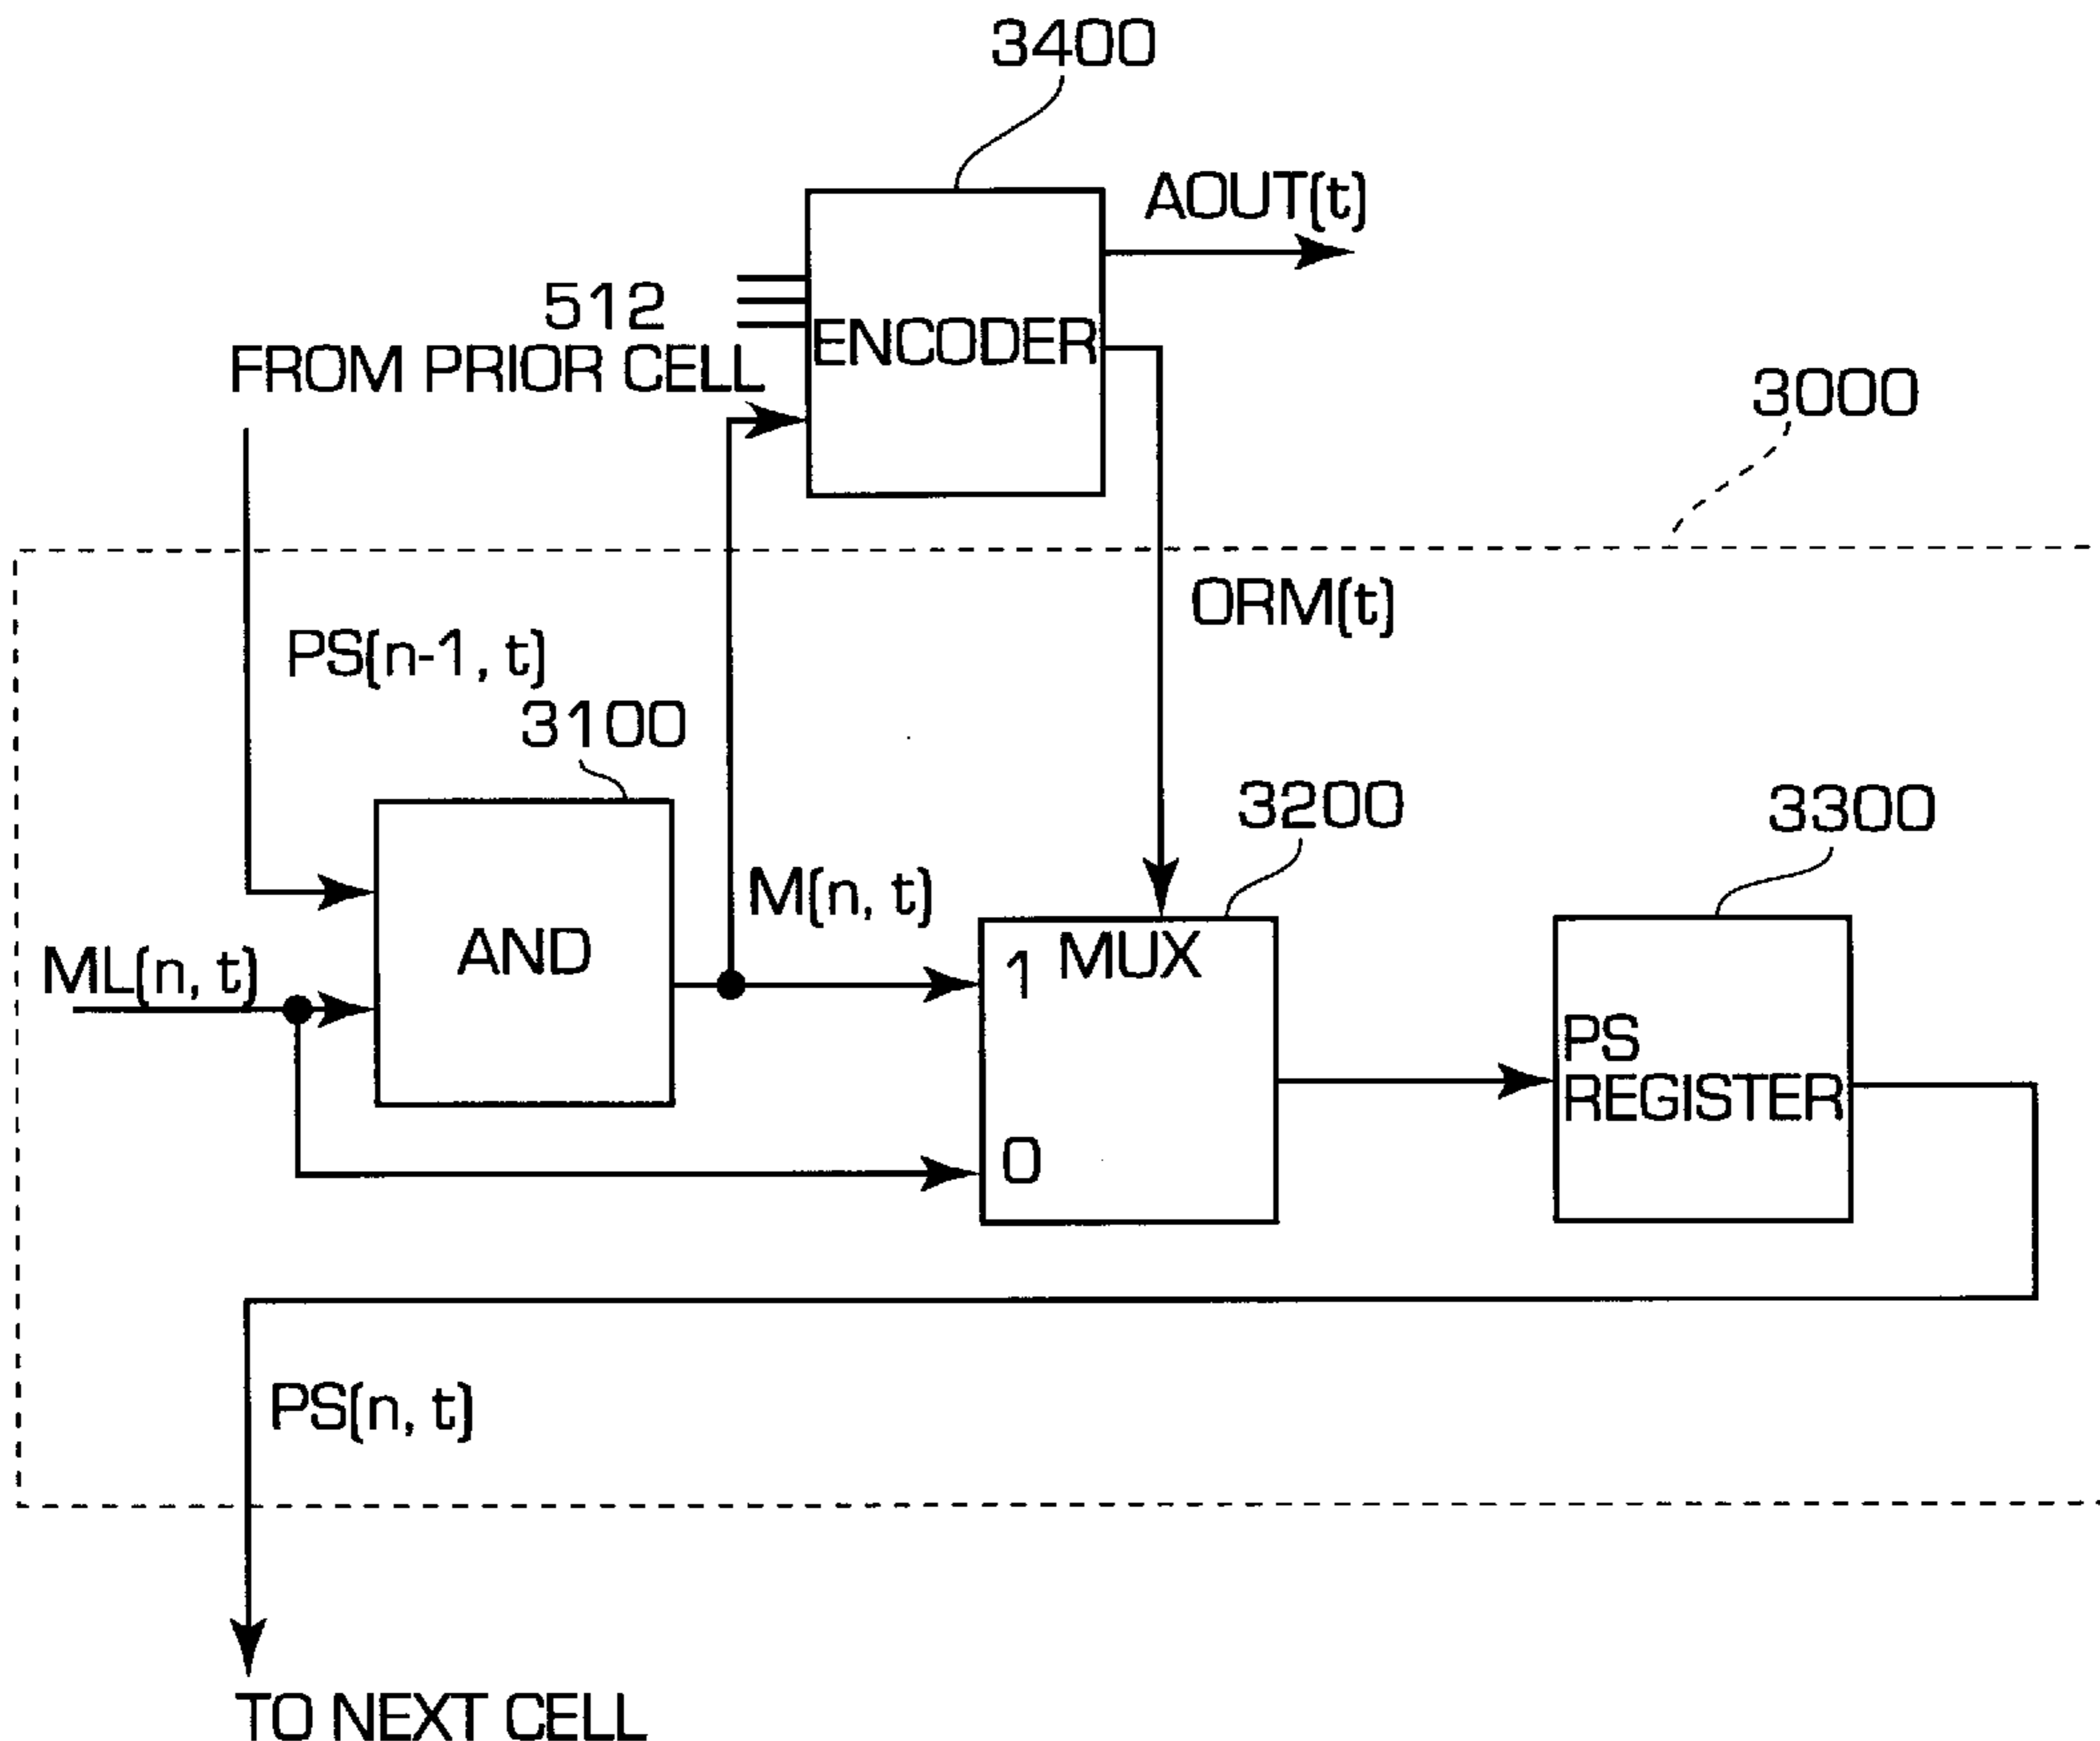 3400
AOUT(t)
512
FROM PRIOR CELL
ENCODER
3000
ORM(t)
PS(n-1, t)
3100
3200
3300
M(n, t)
ML(n, t)
AND
1 MUX
0
PS
REGISTER
PS(n, t)
TO NEXT CELL